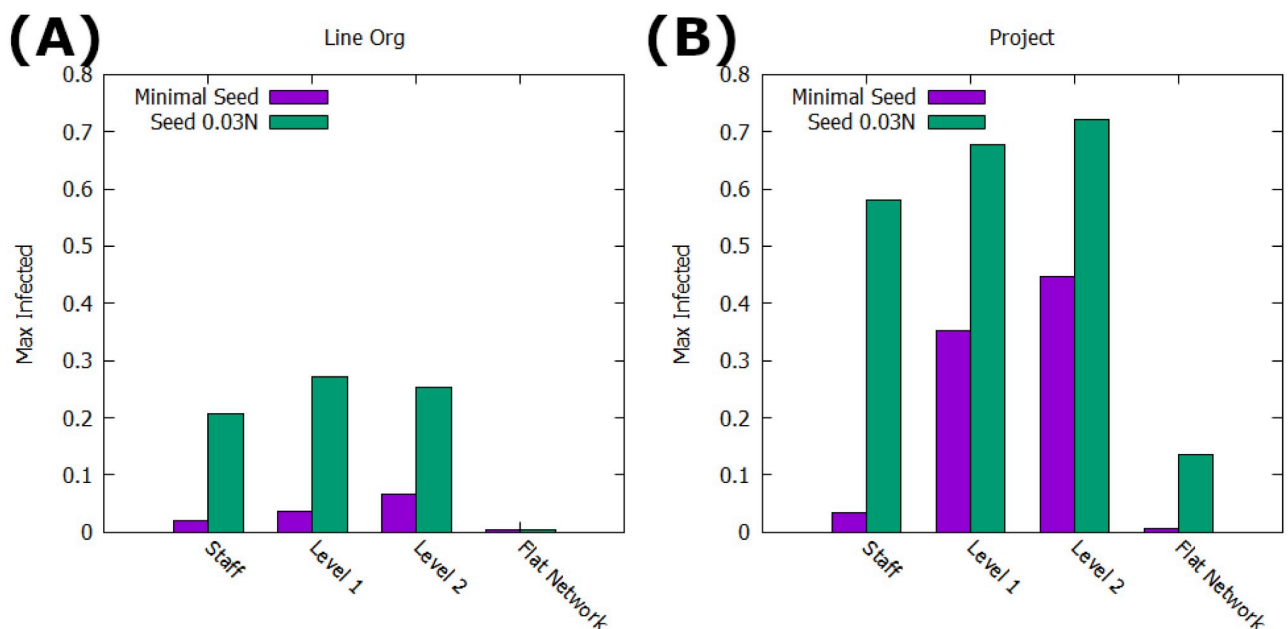 (A)
Line Org
0.8
0.7
0.6
0.5
0.4
0.3
0.2
0.1
0
Max Infected
Minimal Seed
Seed 0.03N
Staff
Level 1
Level 2
Flat Network
(B)
Project
0.8
0.7
0.6
0.5
0.4
0.3
0.2
0.1
0
Max Infected
Minimal Seed
Seed 0.03N
Staff
Level 1
Level 2
Flat Network